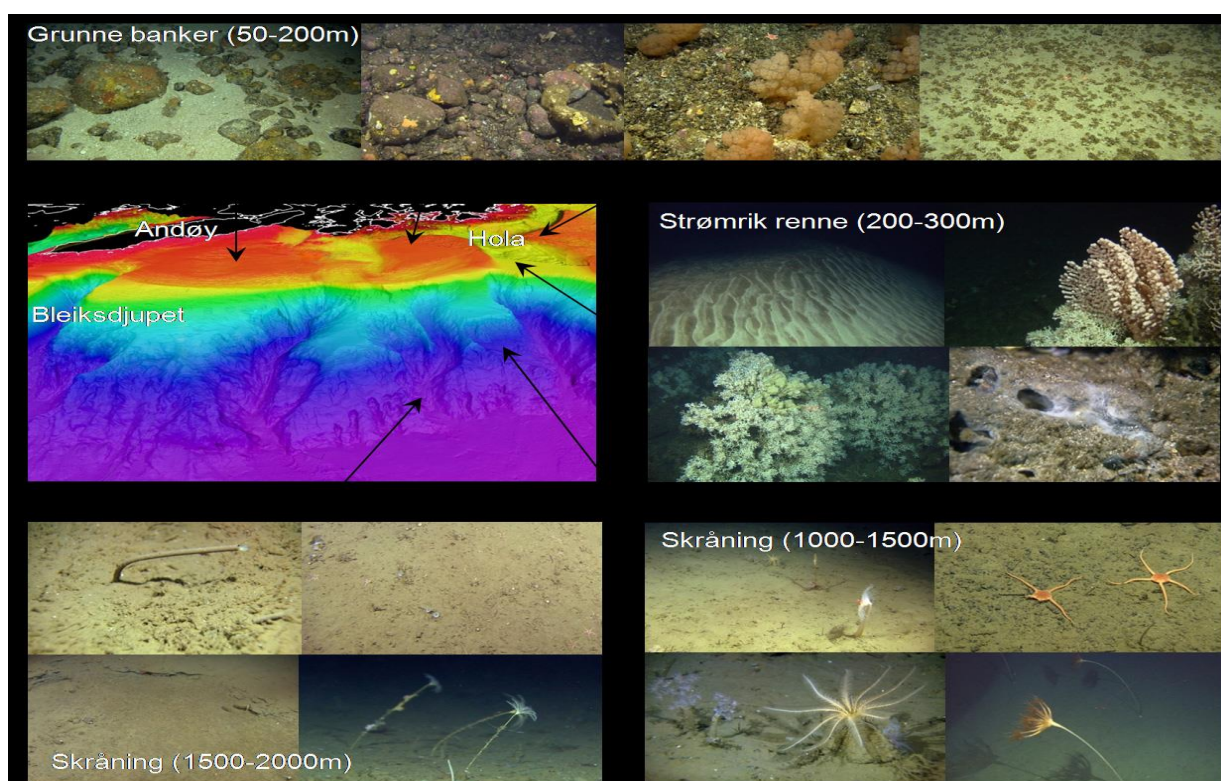 Grunne banker (50-200m)
Andøy
Hola
Bleiksdjupet
Strømrik renne (200-300m)
Skråning (1000-1500m)
Skråning (1500-2000m)